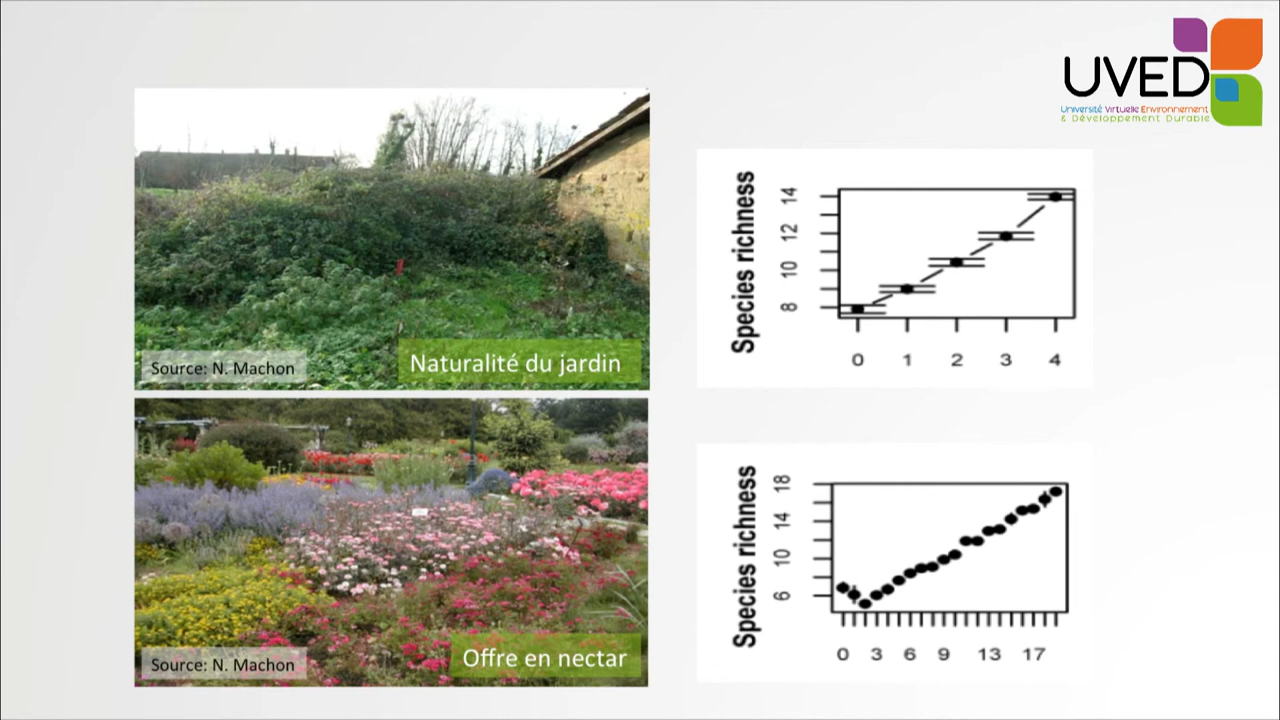 UVED
Université Virtuelle Environnement
& Développement Durable
Source: N. Machon
Naturalité du jardin
Species richness
8 10 12 14
0 1 2 3 4
Source: N. Machon
Offre en nectar
Species richness
6 10 14 18
0 3 6 9 13 17